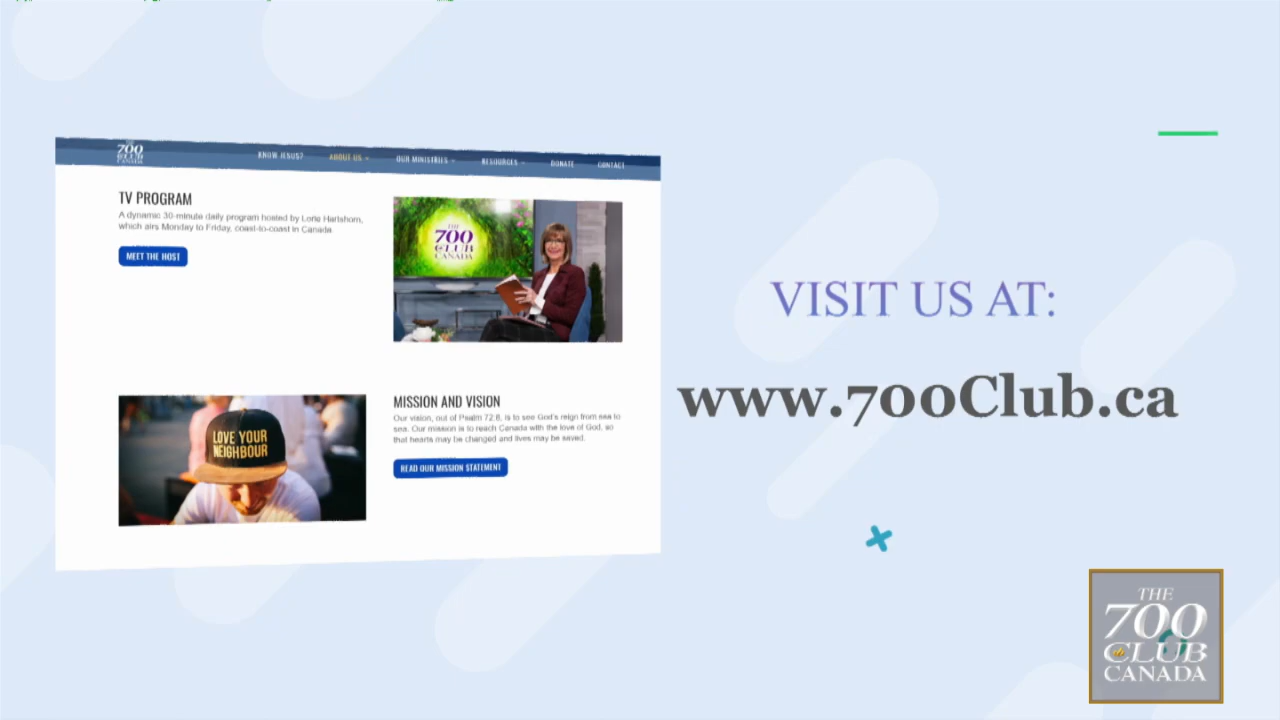 THE
700
CLUB
CANADA
KNOW JESUS? ABOUT US OUR MINISTRIES RESOURCES DONATE CONTACT
TV PROGRAM
A dynamic 30-minute daily program hosted by Lorie Hartshorn,
which airs Monday to Friday, coast-to-coast in Canada.
MEET THE HOST
THE
700
CLUB
CANADA
LOVE YOUR
NEIGHBOUR
MISSION AND VISION
Our vision, out of Psalm 72:8, is to see God's reign from sea to
sea. Our mission is to reach Canada with the love of God, so
that hearts may be changed and lives may be saved.
READ OUR MISSION STATEMENT
VISIT US AT:
www.700Club.ca
THE
700
CLUB
CANADA